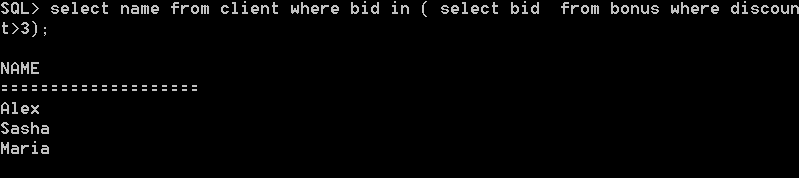 SQL> select name from client where bid in ( select bid  from bonus where discoun
t>3);
NAME
====================
Alex
Sasha
Maria